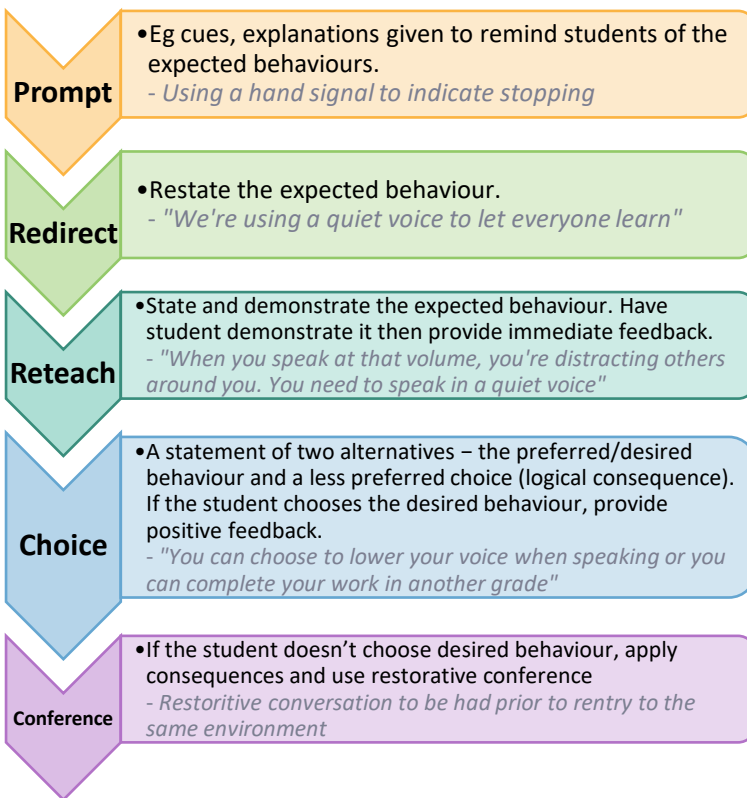 Prompt
•Eg cues, explanations given to remind students of the
expected behaviours.
- Using a hand signal to indicate stopping
Redirect
•Restate the expected behaviour.
- "We're using a quiet voice to let everyone learn"
Reteach
•State and demonstrate the expected behaviour. Have
student demonstrate it then provide immediate feedback.
- "When you speak at that volume, you're distracting others
around you. You need to speak in a quiet voice"
Choice
•A statement of two alternatives – the preferred/desired
behaviour and a less preferred choice (logical consequence).
If the student chooses the desired behaviour, provide
positive feedback.
- "You can choose to lower your voice when speaking or you
can complete your work in another grade"
Conference
•If the student doesn’t choose desired behaviour, apply
consequences and use restorative conference
- Restoritive conversation to be had prior to rentry to the
same environment